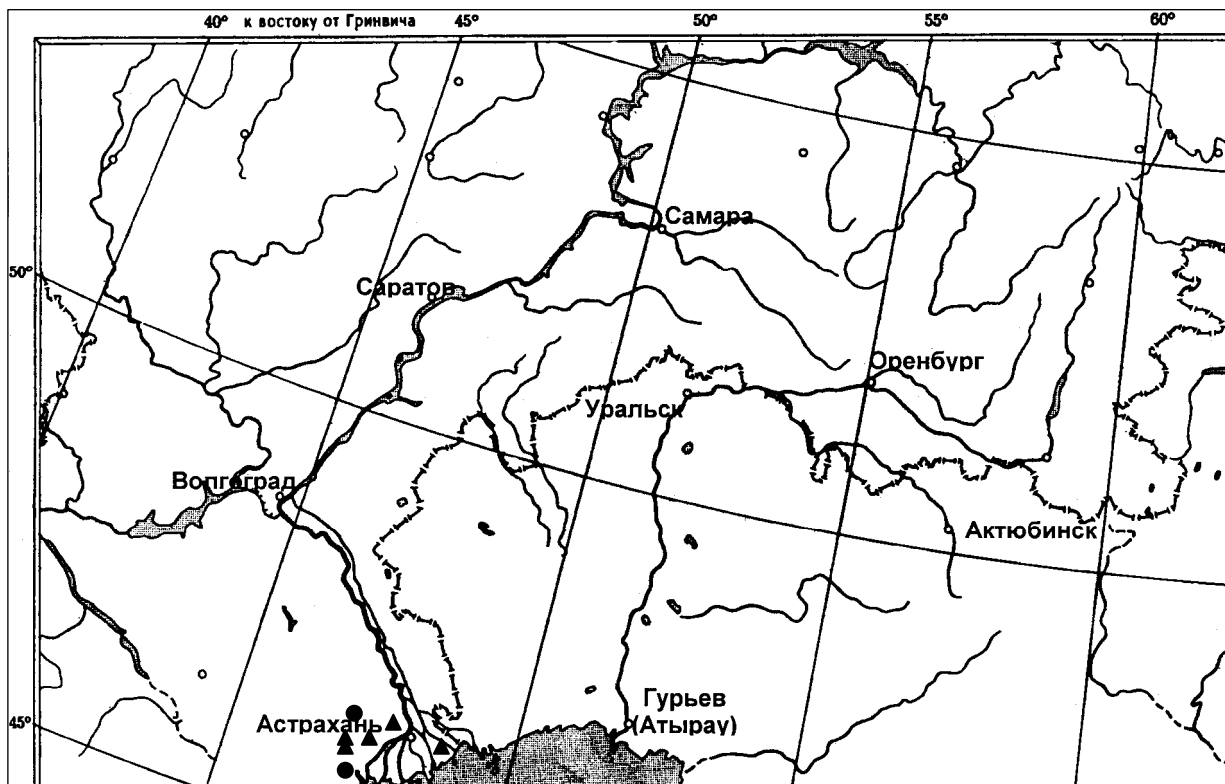 40° к востоку от Гринвича 45° 50° 55° 60°
Самара
50°
Саратов
Оренбург
Уральск
Волгоград
Актюбинск
Гурьев
45° Астрахань (Атырау)